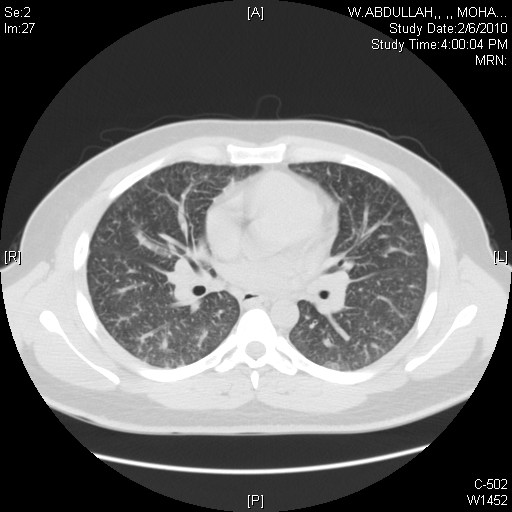 Se:2
Im:27
[A]
W.ABDULLAH,, ,, MOHA...
Study Date:2/6/2010
Study Time:4:00:04 PM
MRN:
[R]
[L]
[P]
C-502
W1452